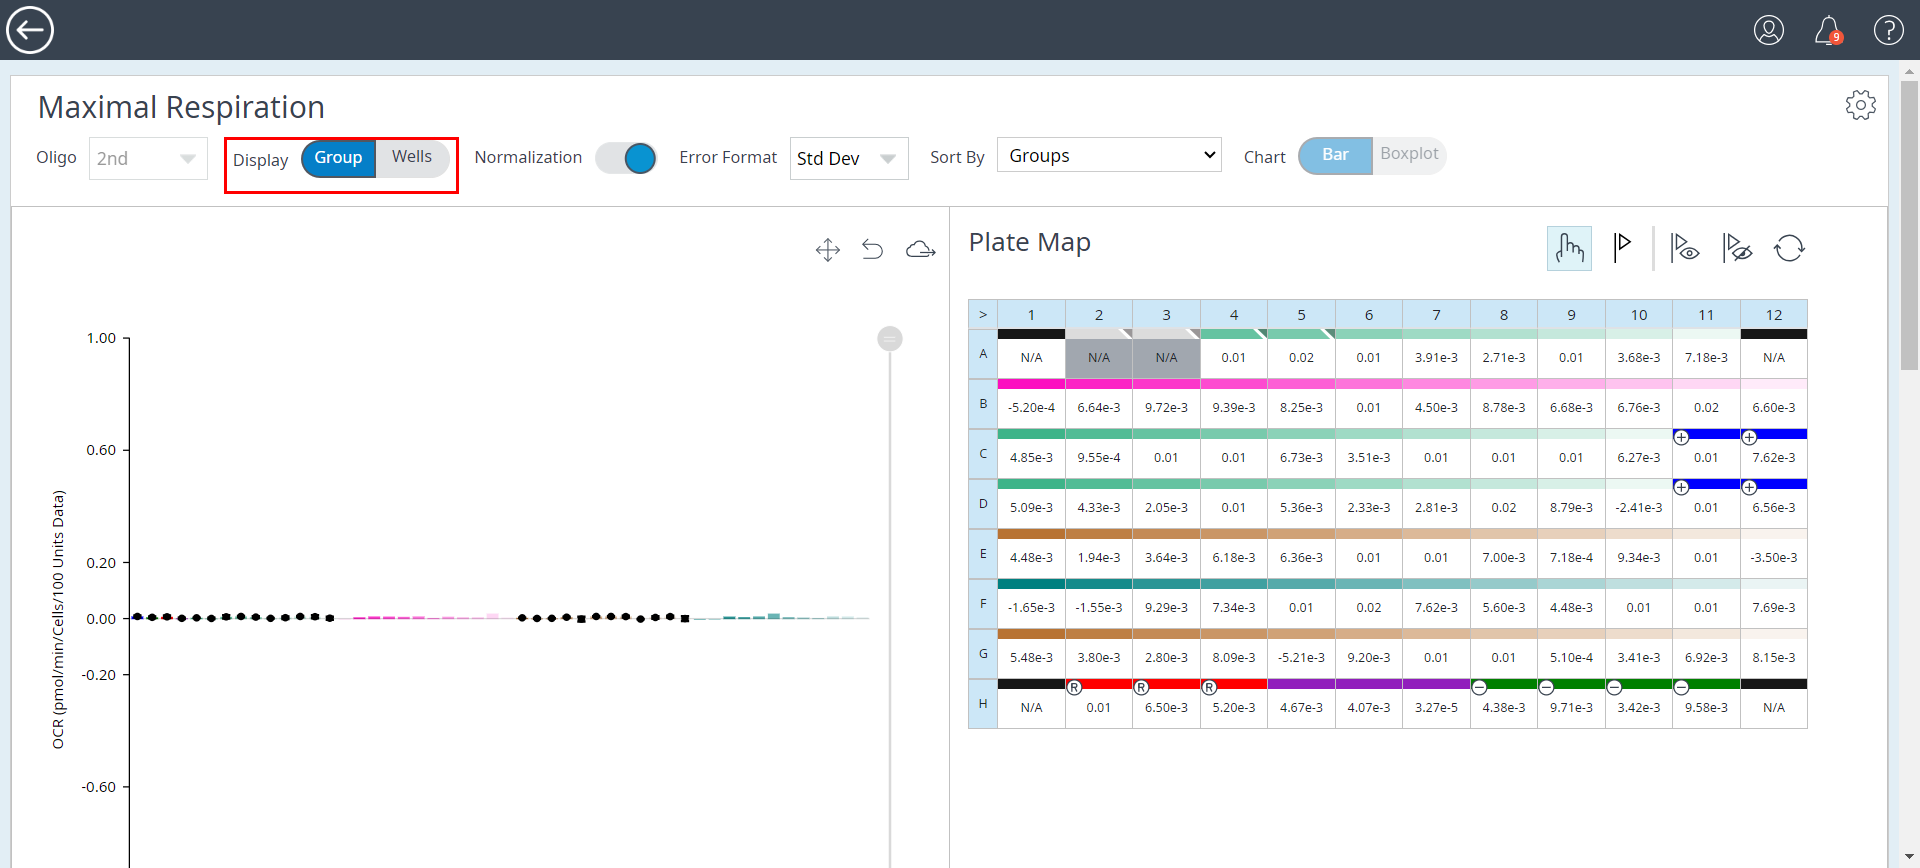 9
?
Maximal Respiration
Oligo 2nd Display Group Wells Normalization Error Format Std Dev Sort By Groups Chart Bar Boxplot
Plate Map
OCR (pmol/min/Cells/100 Units Data)
1.00
0.60
0.20
0.00
-0.20
-0.60
> 1 2 3 4 5 6 7 8 9 10 11 12
A N/A N/A N/A 0.01 0.02 0.01 3.91e-3 2.71e-3 0.01 3.68e-3 7.18e-3 N/A
B -5.20e-4 6.64e-3 9.72e-3 9.39e-3 8.25e-3 0.01 4.50e-3 8.78e-3 6.68e-3 6.76e-3 0.02 6.60e-3
C 4.85e-3 9.55e-4 0.01 0.01 6.73e-3 3.51e-3 0.01 0.01 0.01 6.27e-3 0.01 7.62e-3
D 5.09e-3 4.33e-3 2.05e-3 0.01 5.36e-3 2.33e-3 2.81e-3 0.02 8.79e-3 -2.41e-3 0.01 6.56e-3
E 4.48e-3 1.94e-3 3.64e-3 6.18e-3 6.36e-3 0.01 0.01 7.00e-3 7.18e-4 9.34e-3 0.01 -3.50e-3
F -1.65e-3 -1.55e-3 9.29e-3 7.34e-3 0.01 0.02 7.62e-3 5.60e-3 4.48e-3 0.01 0.01 7.69e-3
G 5.48e-3 3.80e-3 2.80e-3 8.09e-3 -5.21e-3 9.20e-3 0.01 0.01 5.10e-4 3.41e-3 6.92e-3 8.15e-3
R R R
H N/A 0.01 6.50e-3 5.20e-3 4.67e-3 4.07e-3 3.27e-5 4.38e-3 9.71e-3 3.42e-3 9.58e-3 N/A